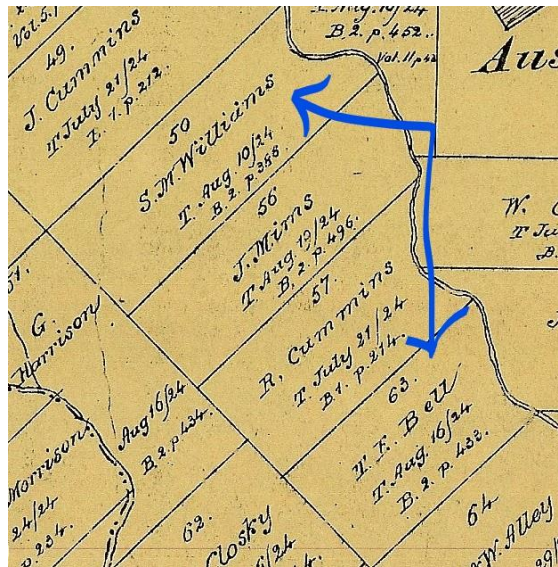 Vol. 5.
49.
J. Cummins
T July 21/24
B. 1. p. 212.
T. Aug. 10/24
B. 2. p. 452.
Vol. 11 p 42
Aus
50
S. M Williams
T. Aug 10/24
B. 2. p. 386.
56
J. Mims
T Aug 19/24
B. 2. p. 496.
W. C
T Ju
B.
57.
R, Cummins
T July 21/24
B 1. p. 214.
G
Harrison
Aug 16/24
B. 2. p 434.
63.
T. F. Bell
T. Aug. 16/24
B. 2. p. 432.
Morrison
24/24
p. 234.
62.
Closky
64
W. Alley